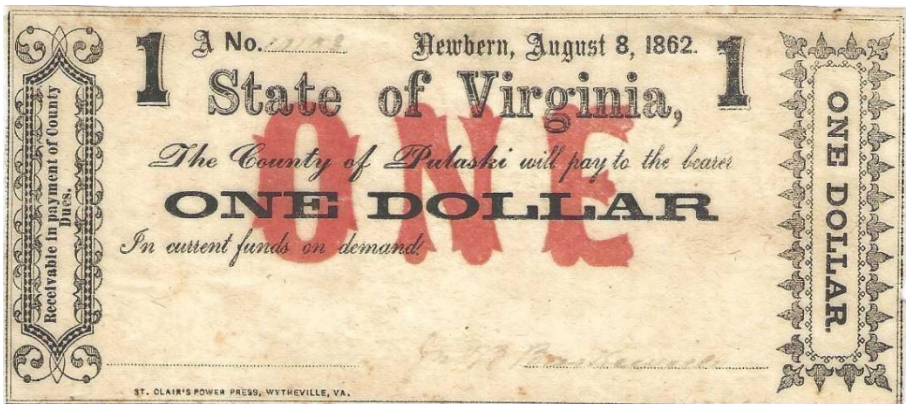 Receivable in payment of County
Dues.
1
A No.
Newbern, August 8, 1862.
1
State of Virginia,
ONE
The County of Pulaski will pay to the bearer
ONE DOLLAR
In current funds on demand.
ST. CLAIR'S POWER PRESS, WYTHEVILLE, VA.
ONE DOLLAR.